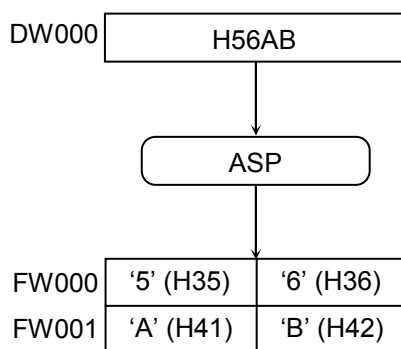 DW000 H56AB
ASP
FW000 ‘5’ (H35) ‘6’ (H36)
FW001 ‘A’ (H41) ‘B’ (H42)